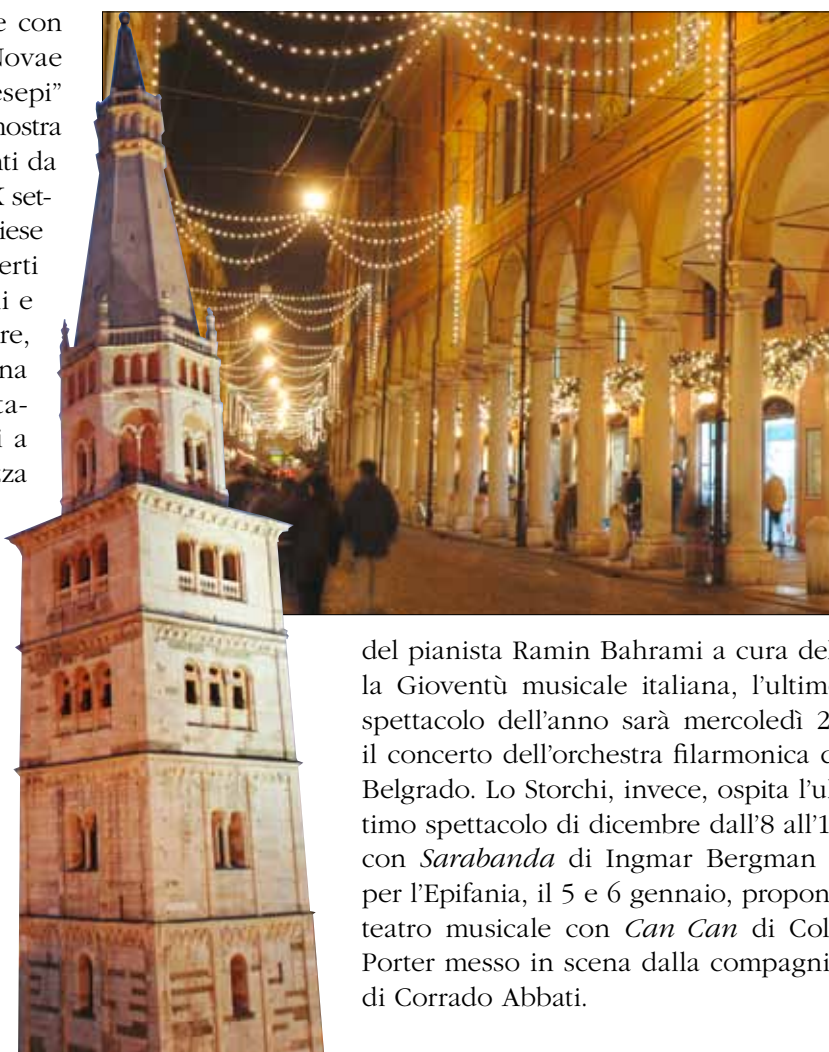 e con
Novae
esepi”
nostra
ti da
X set-
iese
erti
i e
re,
na
ta-
i a
zza
del pianista Ramin Bahrami a cura del
la Gioventù musicale italiana, l'ultimo
spettacolo dell'anno sarà mercoledì 2
il concerto dell'orchestra filarmonica d
Belgrado. Lo Storchi, invece, ospita l'ul
timo spettacolo di dicembre dall'8 all'1
con Sarabanda di Ingmar Bergman
per l'Epifania, il 5 e 6 gennaio, propon
teatro musicale con Can Can di Col
Porter messo in scena dalla compagni
di Corrado Abbati.